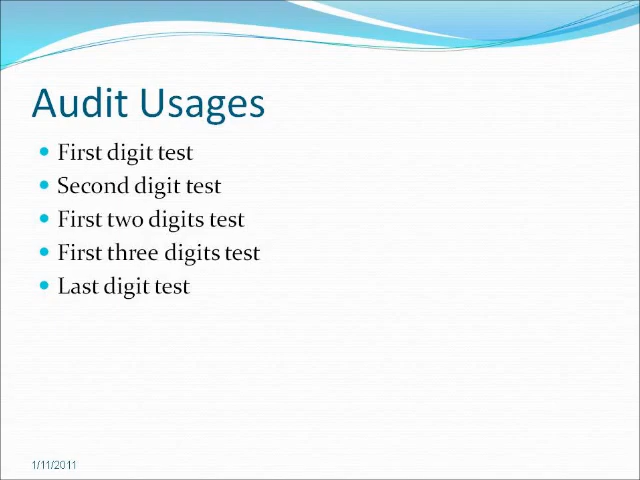 Audit Usages
First digit test
Second digit test
First two digits test
First three digits test
Last digit test
1/11/2011